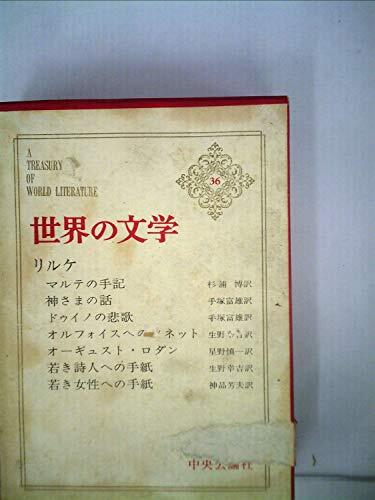 A
TREASURY
OF
WORLD LITERATURE
36
世界の文学
リルケ
マルテの手記 杉浦 博訳
神さまの話 手塚富雄訳
ドゥイノの悲歌 手塚富雄訳
オルフォイスへの ネット 生野 吉訳
オーギュスト・ロダン 星野慎一訳
若き詩人への手紙 生野幸吉訳
若き女性への手紙 神品芳夫訳
中央公論社